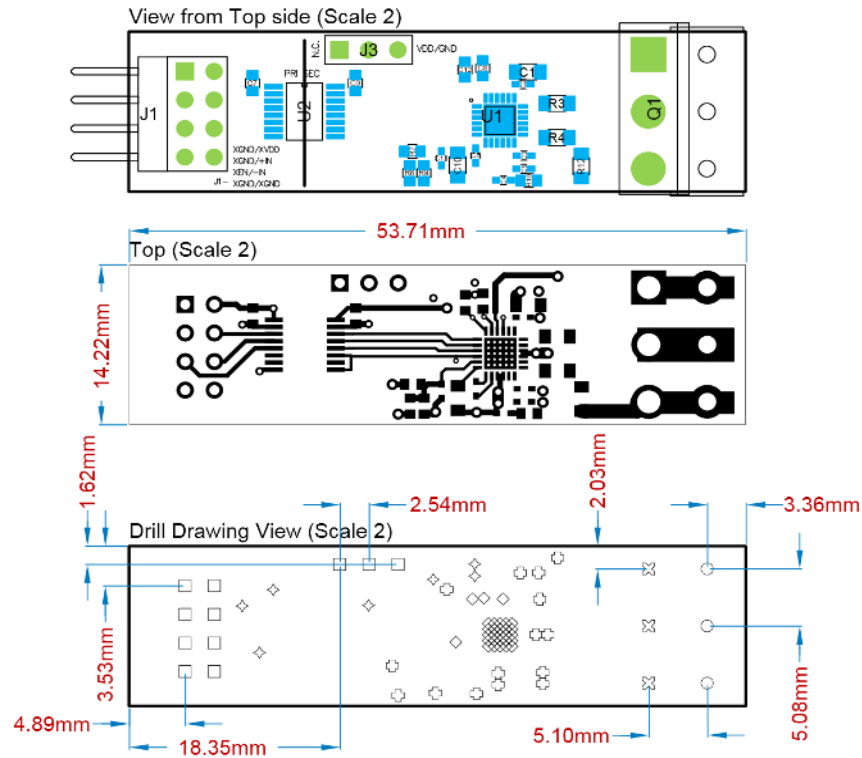 View from Top side (Scale 2)
N.C.
J3
VDD/GND
PRI SEC
C1
J1
U2
U1
R3
Q1
R4
C10
R12
XGND/XVDD
XGND/+IN
XEN/-IN
J1- XGND/XGND
53.71mm
Top (Scale 2)
14.22mm
1.62mm
2.54mm
2.03mm
3.36mm
Drill Drawing View (Scale 2)
3.53mm
4.89mm
18.35mm
5.10mm
5.08mm